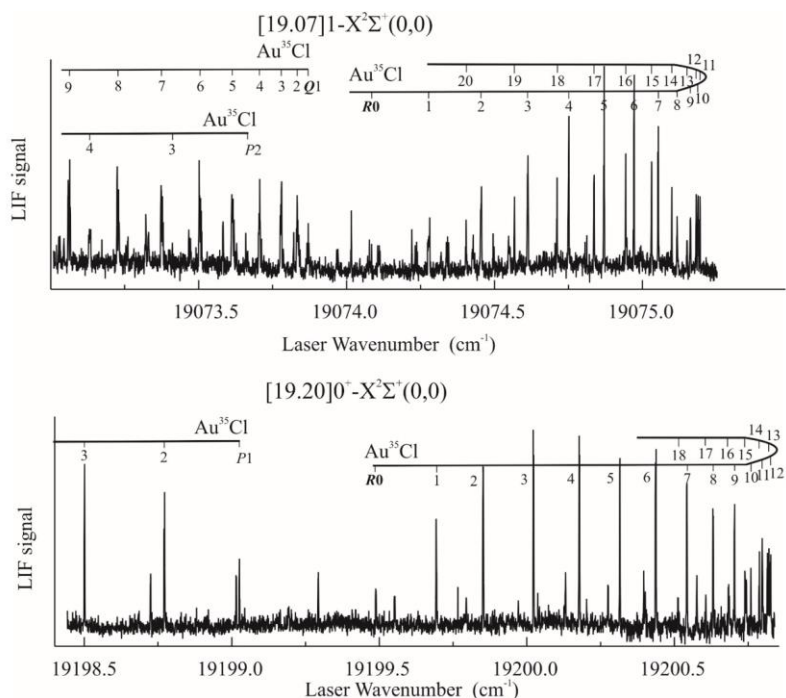 [19.07]1-X²Σ⁺(0,0)
Au³⁵Cl
Au³⁵Cl
12 11
9 8 7 6 5 4 3 2 Q1
20 19 18 17 16 15 14 13
R0 1 2 3 4 5 6 7 8 9 10
Au³⁵Cl
4 3 P2
LIF signal
19073.5 19074.0 19074.5 19075.0
Laser Wavenumber (cm⁻¹)
[19.20]0⁺-X²Σ⁺(0,0)
Au³⁵Cl
Au³⁵Cl
14 13
18 17 16 15
3 2 P1
R0 1 2 3 4 5 6 7 8 9 10 11 12
LIF signal
19198.5 19199.0 19199.5 19200.0 19200.5
Laser Wavenumber (cm⁻¹)